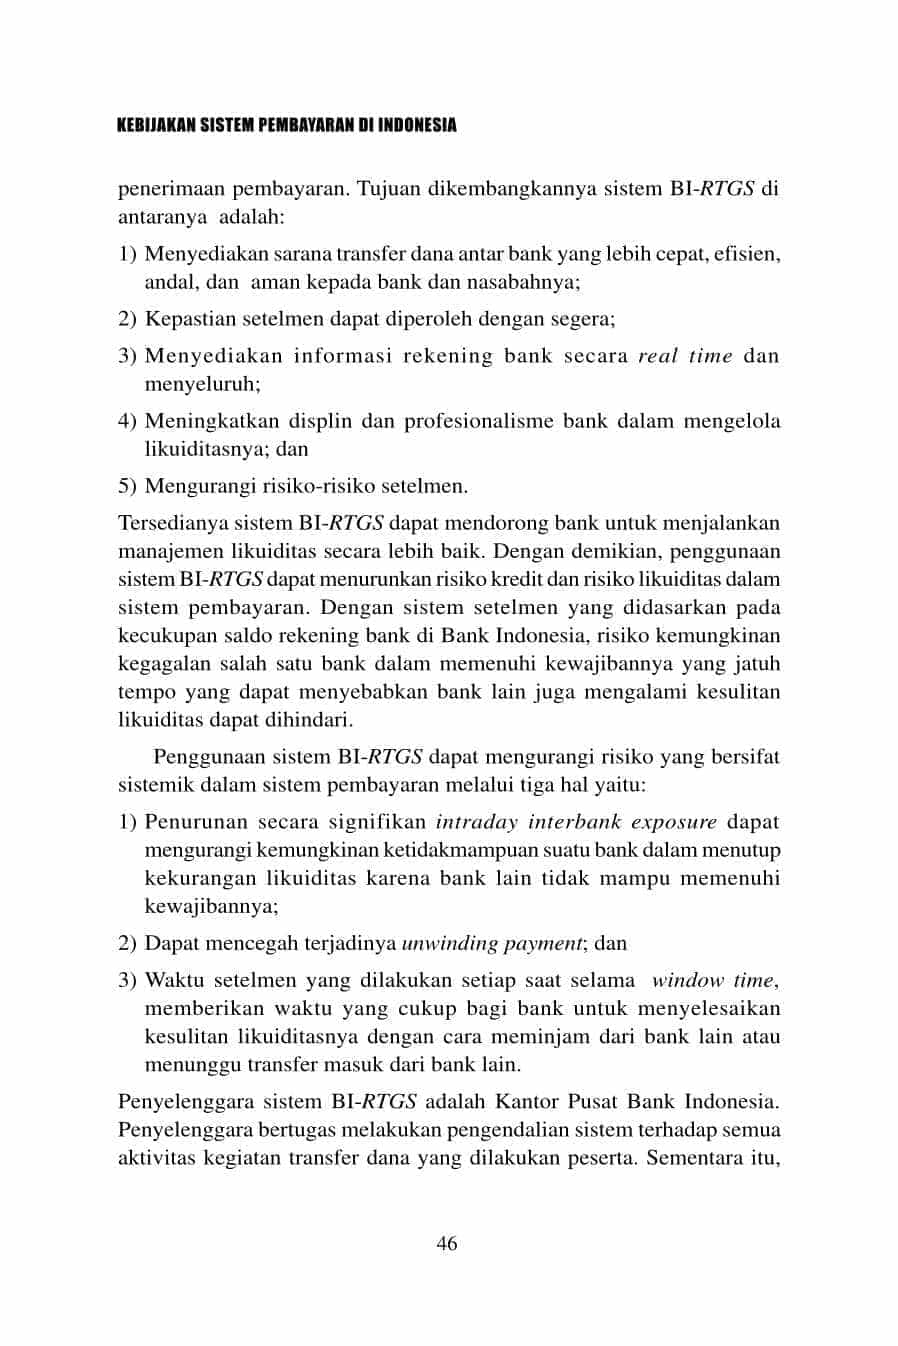 KEBIJAKAN SISTEM PEMBAYARAN DI INDONESIA
penerimaan pembayaran. Tujuan dikembangkannya sistem BI-RTGS di
antaranya adalah:
1) Menyediakan sarana transfer dana antar bank yang lebih cepat, efisien,
andal, dan aman kepada bank dan nasabahnya;
2) Kepastian setelmen dapat diperoleh dengan segera;
3) Menyediakan informasi rekening bank secara real time dan
menyeluruh;
4) Meningkatkan displin dan profesionalisme bank dalam mengelola
likuiditasnya; dan
5) Mengurangi risiko-risiko setelmen.
Tersedianya sistem BI-RTGS dapat mendorong bank untuk menjalankan
manajemen likuiditas secara lebih baik. Dengan demikian, penggunaan
sistem BI-RTGS dapat menurunkan risiko kredit dan risiko likuiditas dalam
sistem pembayaran. Dengan sistem setelmen yang didasarkan pada
kecukupan saldo rekening bank di Bank Indonesia, risiko kemungkinan
kegagalan salah satu bank dalam memenuhi kewajibannya yang jatuh
tempo yang dapat menyebabkan bank lain juga mengalami kesulitan
likuiditas dapat dihindari.
Penggunaan sistem BI-RTGS dapat mengurangi risiko yang bersifat
sistemik dalam sistem pembayaran melalui tiga hal yaitu:
1) Penurunan secara signifikan intraday interbank exposure dapat
mengurangi kemungkinan ketidakmampuan suatu bank dalam menutup
kekurangan likuiditas karena bank lain tidak mampu memenuhi
kewajibannya;
2) Dapat mencegah terjadinya unwinding payment; dan
3) Waktu setelmen yang dilakukan setiap saat selama window time,
memberikan waktu yang cukup bagi bank untuk menyelesaikan
kesulitan likuiditasnya dengan cara meminjam dari bank lain atau
menunggu transfer masuk dari bank lain.
Penyelenggara sistem BI-RTGS adalah Kantor Pusat Bank Indonesia.
Penyelenggara bertugas melakukan pengendalian sistem terhadap semua
aktivitas kegiatan transfer dana yang dilakukan peserta. Sementara itu,
46